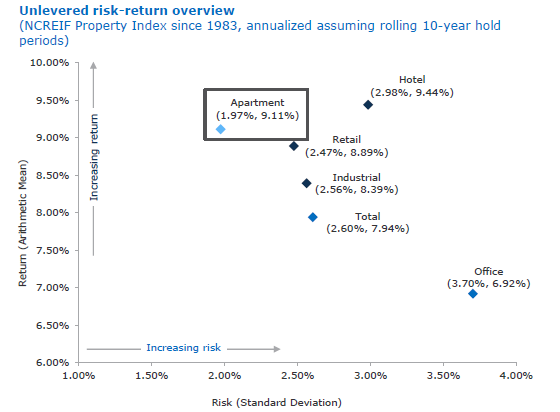 Unlevered risk-return overview
(NCREIF Property Index since 1983, annualized assuming rolling 10-year hold
periods)
10.00%
9.50%
9.00%
8.50%
8.00%
7.50%
7.00%
6.50%
6.00%
Return (Arithmetic Mean)
Increasing return
Apartment
(1.97%, 9.11%)
Hotel
(2.98%, 9.44%)
Retail
(2.47%, 8.89%)
Industrial
(2.56%, 8.39%)
Total
(2.60%, 7.94%)
Office
(3.70%, 6.92%)
Increasing risk
1.00%
1.50%
2.00%
2.50%
3.00%
3.50%
4.00%
Risk (Standard Deviation)